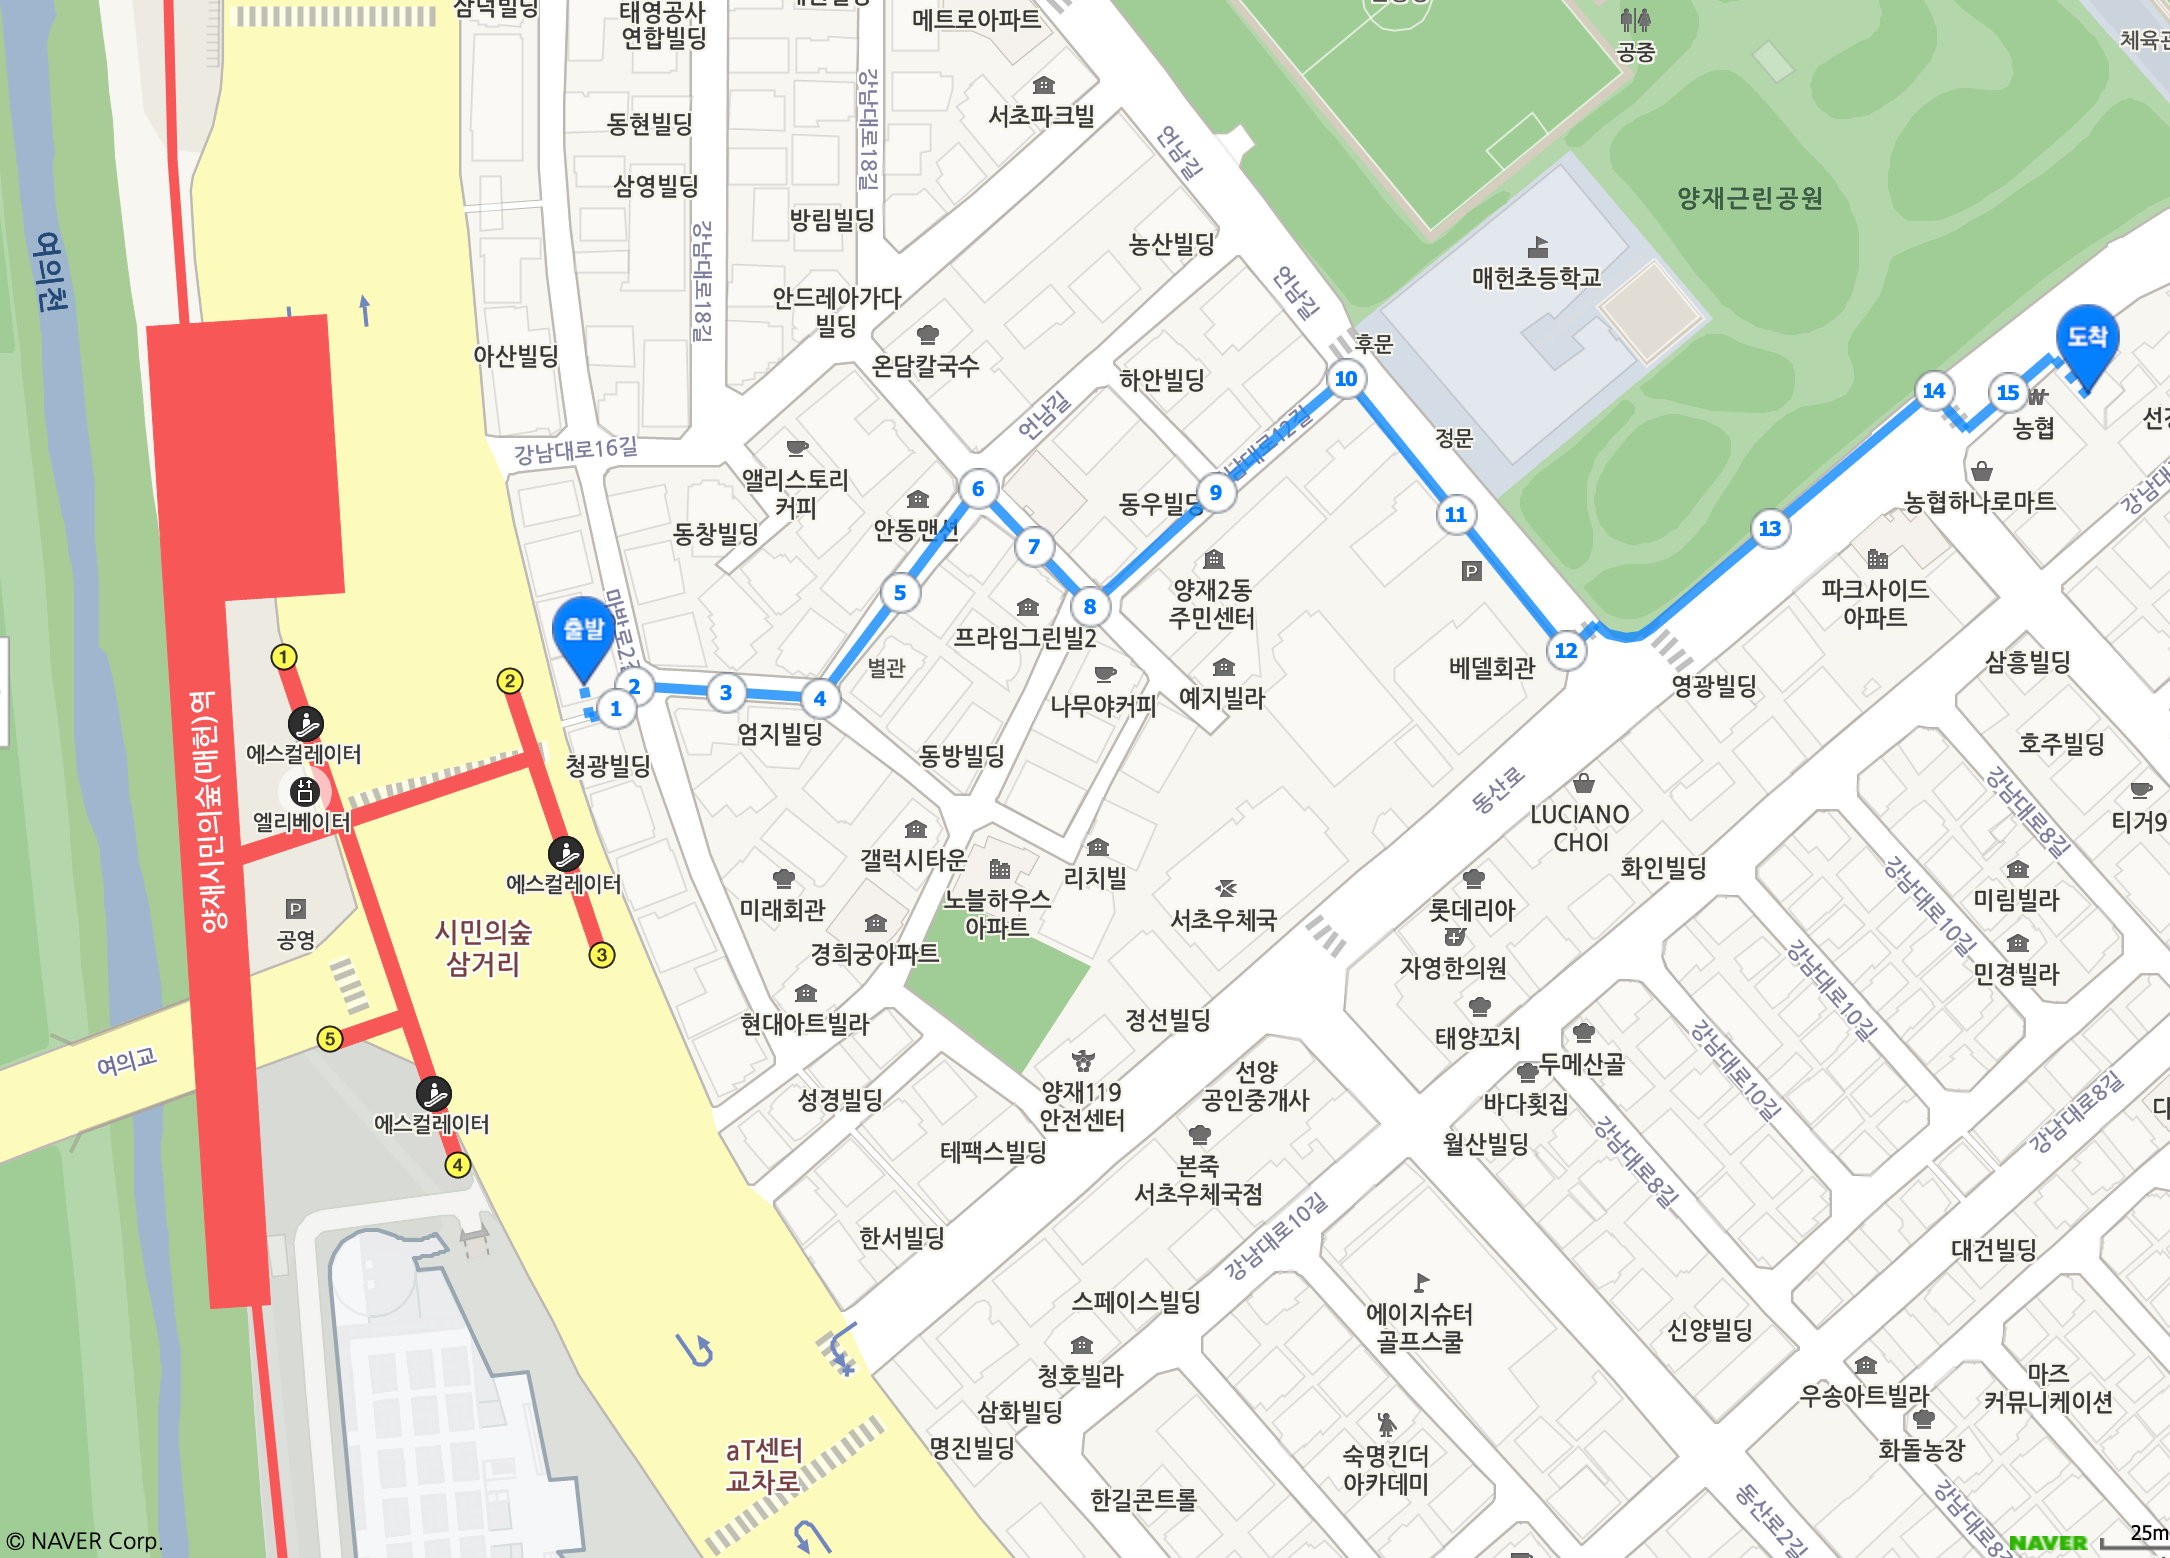 삼덕빌딩
태영공사
연합빌딩
메트로아파트
공중
서초파크빌
동현빌딩
강남대로18길
언남길
삼영빌딩
방림빌딩
양재근린공원
여의천
강남대로18길
농산빌딩
매헌초등학교
언남길
안드레아가다
빌딩
아산빌딩
온담칼국수
후문
도착
하안빌딩
10
14
15
농협
언남길
정문
강남대로16길
앨리스토리
커피
6
동우빌딩
9
농협하나로마트
안동맨션
동창빌딩
11
13
7
P
5
8
양재2동
주민센터
파크사이드
아파트
출발
프라임그린빌2
12
1
2
별관
베델회관
삼흥빌딩
2
3
4
1
나무야커피
예지빌라
영광빌딩
엄지빌딩
동방빌딩
에스컬레이터
청광빌딩
호주빌딩
동산로
강남대로8길
엘리베이터
LUCIANO
CHOI
티거9
양재시민의숲(매헌)역
갤럭시타운
리치빌
화인빌딩
에스컬레이터
노블하우스
아파트
미래회관
롯데리아
미림빌라
강남대로10길
P
공영
시민의숲
삼거리
경희궁아파트
서초우체국
3
자영한의원
민경빌라
강남대로10길
현대아트빌라
정선빌딩
5
태양꼬치
강남대로10길
여의교
두메산골
성경빌딩
양재119
안전센터
선양
공인중개사
바다횟집
에스컬레이터
4
테팩스빌딩
월산빌딩
강남대로8길
강남대로8길
본죽
서초우체국점
한서빌딩
강남대로10길
대건빌딩
스페이스빌딩
에이지슈터
골프스쿨
신양빌딩
청호빌라
우송아트빌라
마즈
커뮤니케이션
삼화빌딩
명진빌딩
화돌농장
aT센터
교차로
숙명킨더
아카데미
한길콘트롤
동산로2길
© NAVER Corp.
NAVER
25m